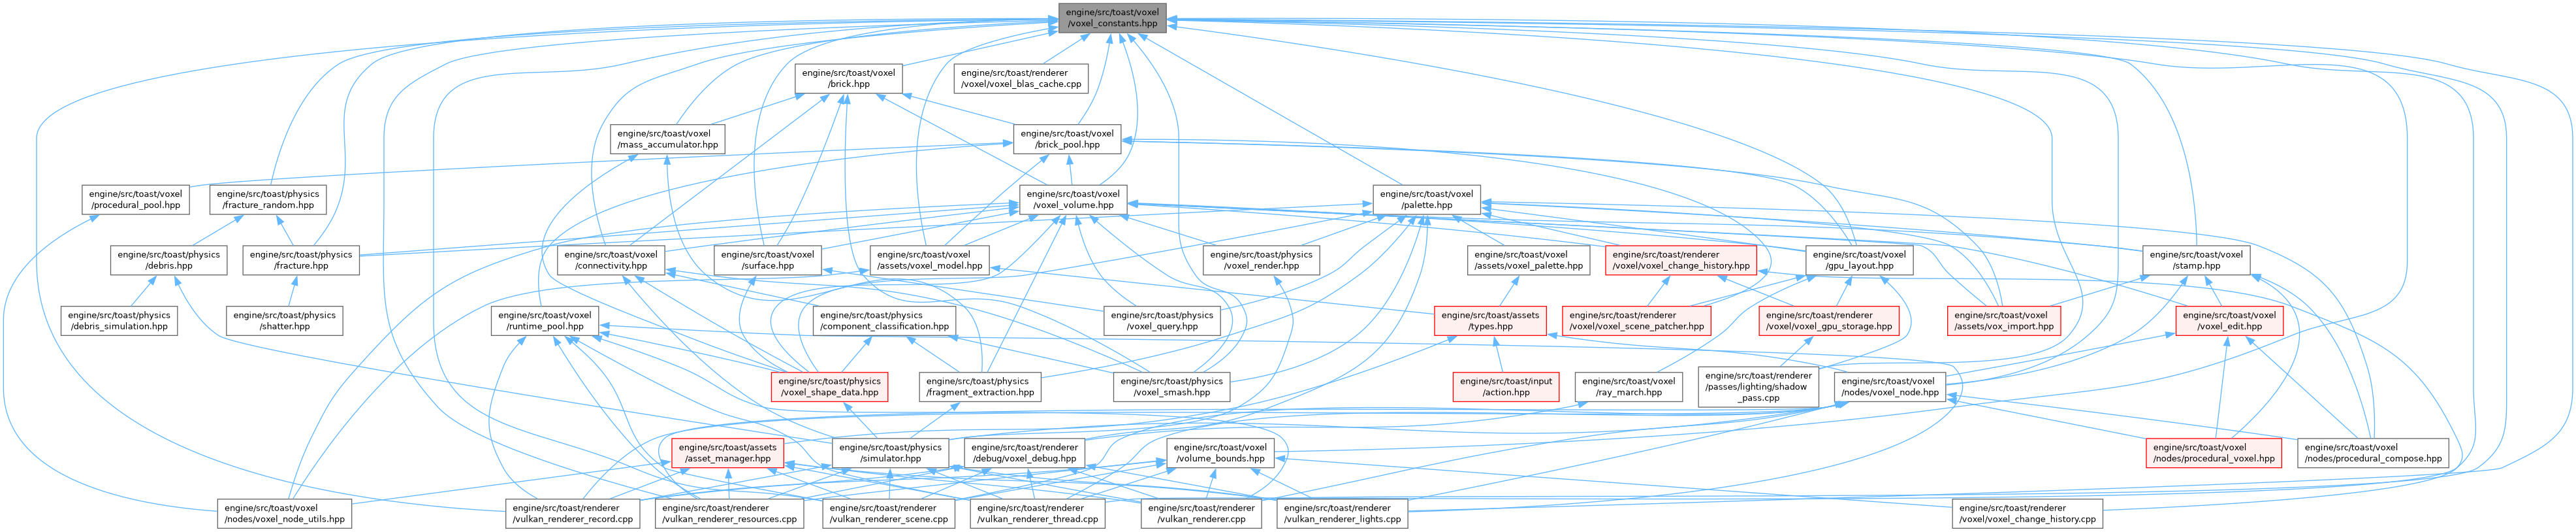 engine/src/toast/voxel
/voxel_constants.hpp
engine/src/toast/voxel
/brick.hpp
engine/src/toast/renderer
/voxel/voxel_blas_cache.cpp
engine/src/toast/voxel
/mass_accumulator.hpp
engine/src/toast/voxel
/brick_pool.hpp
engine/src/toast/voxel
/procedural_pool.hpp
engine/src/toast/physics
/fracture_random.hpp
engine/src/toast/voxel
/voxel_volume.hpp
engine/src/toast/voxel
/palette.hpp
engine/src/toast/physics
/debris.hpp
engine/src/toast/physics
/fracture.hpp
engine/src/toast/voxel
/connectivity.hpp
engine/src/toast/voxel
/surface.hpp
engine/src/toast/voxel
/assets/voxel_model.hpp
engine/src/toast/physics
/voxel_render.hpp
engine/src/toast/voxel
/assets/voxel_palette.hpp
engine/src/toast/renderer
/voxel/voxel_change_history.hpp
engine/src/toast/voxel
/gpu_layout.hpp
engine/src/toast/voxel
/stamp.hpp
engine/src/toast/physics
/debris_simulation.hpp
engine/src/toast/physics
/shatter.hpp
engine/src/toast/voxel
/runtime_pool.hpp
engine/src/toast/physics
/component_classification.hpp
engine/src/toast/physics
/voxel_query.hpp
engine/src/toast/assets
/types.hpp
engine/src/toast/renderer
/voxel/voxel_scene_patcher.hpp
engine/src/toast/renderer
/voxel/voxel_gpu_storage.hpp
engine/src/toast/voxel
/assets/vox_import.hpp
engine/src/toast/voxel
/voxel_edit.hpp
engine/src/toast/physics
/voxel_shape_data.hpp
engine/src/toast/physics
/fragment_extraction.hpp
engine/src/toast/physics
/voxel_smash.hpp
engine/src/toast/input
/action.hpp
engine/src/toast/voxel
/ray_march.hpp
engine/src/toast/renderer
/passes/lighting/shadow
_pass.cpp
engine/src/toast/voxel
/nodes/voxel_node.hpp
engine/src/toast/assets
/asset_manager.hpp
engine/src/toast/physics
/simulator.hpp
engine/src/toast/renderer
/debug/voxel_debug.hpp
engine/src/toast/voxel
/volume_bounds.hpp
engine/src/toast/voxel
/nodes/procedural_voxel.hpp
engine/src/toast/voxel
/nodes/procedural_compose.hpp
engine/src/toast/voxel
/nodes/voxel_node_utils.hpp
engine/src/toast/renderer
/vulkan_renderer_record.cpp
engine/src/toast/renderer
/vulkan_renderer_resources.cpp
engine/src/toast/renderer
/vulkan_renderer_scene.cpp
engine/src/toast/renderer
/vulkan_renderer_thread.cpp
engine/src/toast/renderer
/vulkan_renderer.cpp
engine/src/toast/renderer
/vulkan_renderer_lights.cpp
engine/src/toast/renderer
/voxel/voxel_change_history.cpp